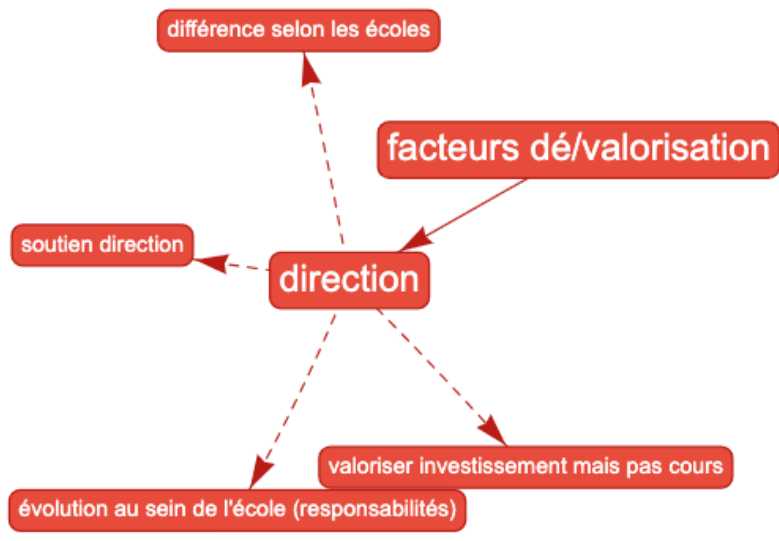 différence selon les écoles
facteurs dé/valorisation
soutien direction
direction
valoriser investissement mais pas cours
évolution au sein de l'école (responsabilités)